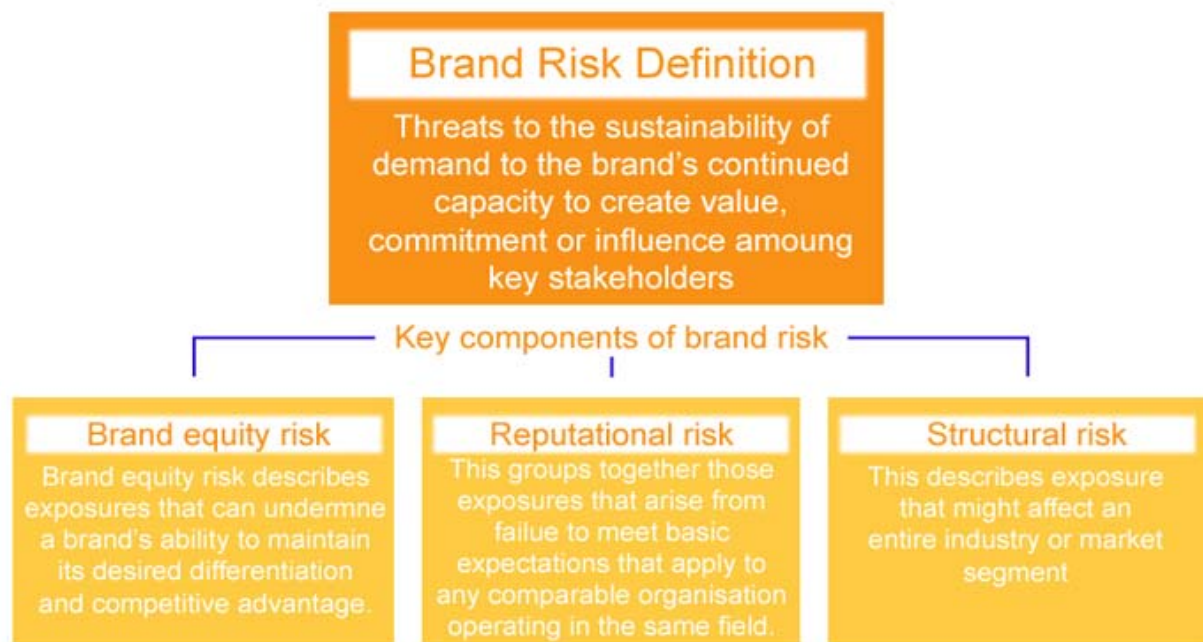 Brand Risk Definition
Threats to the sustainability of
demand to the brand's continued
capacity to create value,
commitment or influence amoung
key stakeholders
Key components of brand risk
Brand equity risk
Brand equity risk describes
exposures that can undermne
a brand's ability to maintain
its desired differentiation
and competitive advantage.
Reputational risk
This groups together those
exposures that arise from
failue to meet basic
expectations that apply to
any comparable organisation
operating in the same field.
Structural risk
This describes exposure
that might affect an
entire industry or market
segment